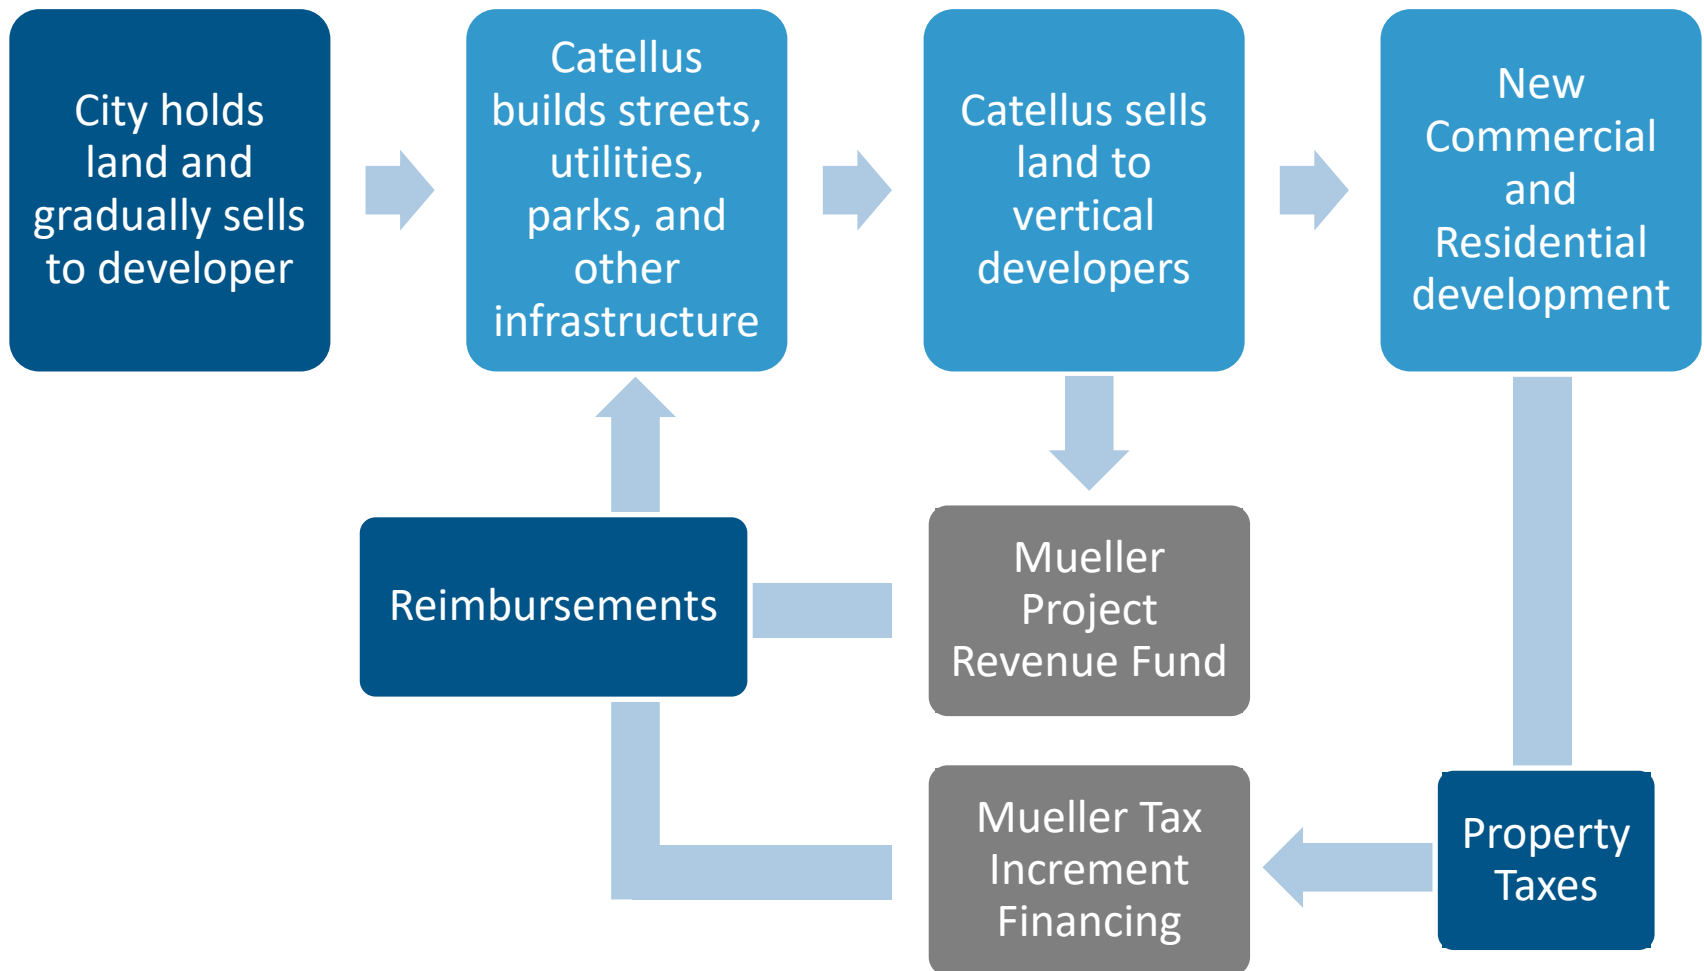 City holds
land and
gradually sells
to developer
Catellus
builds streets,
utilities,
parks, and
other
infrastructure
Catellus sells
land to
vertical
developers
New
Commercial
and
Residential
development
Reimbursements
Mueller
Project
Revenue Fund
Mueller Tax
Increment
Financing
Property
Taxes